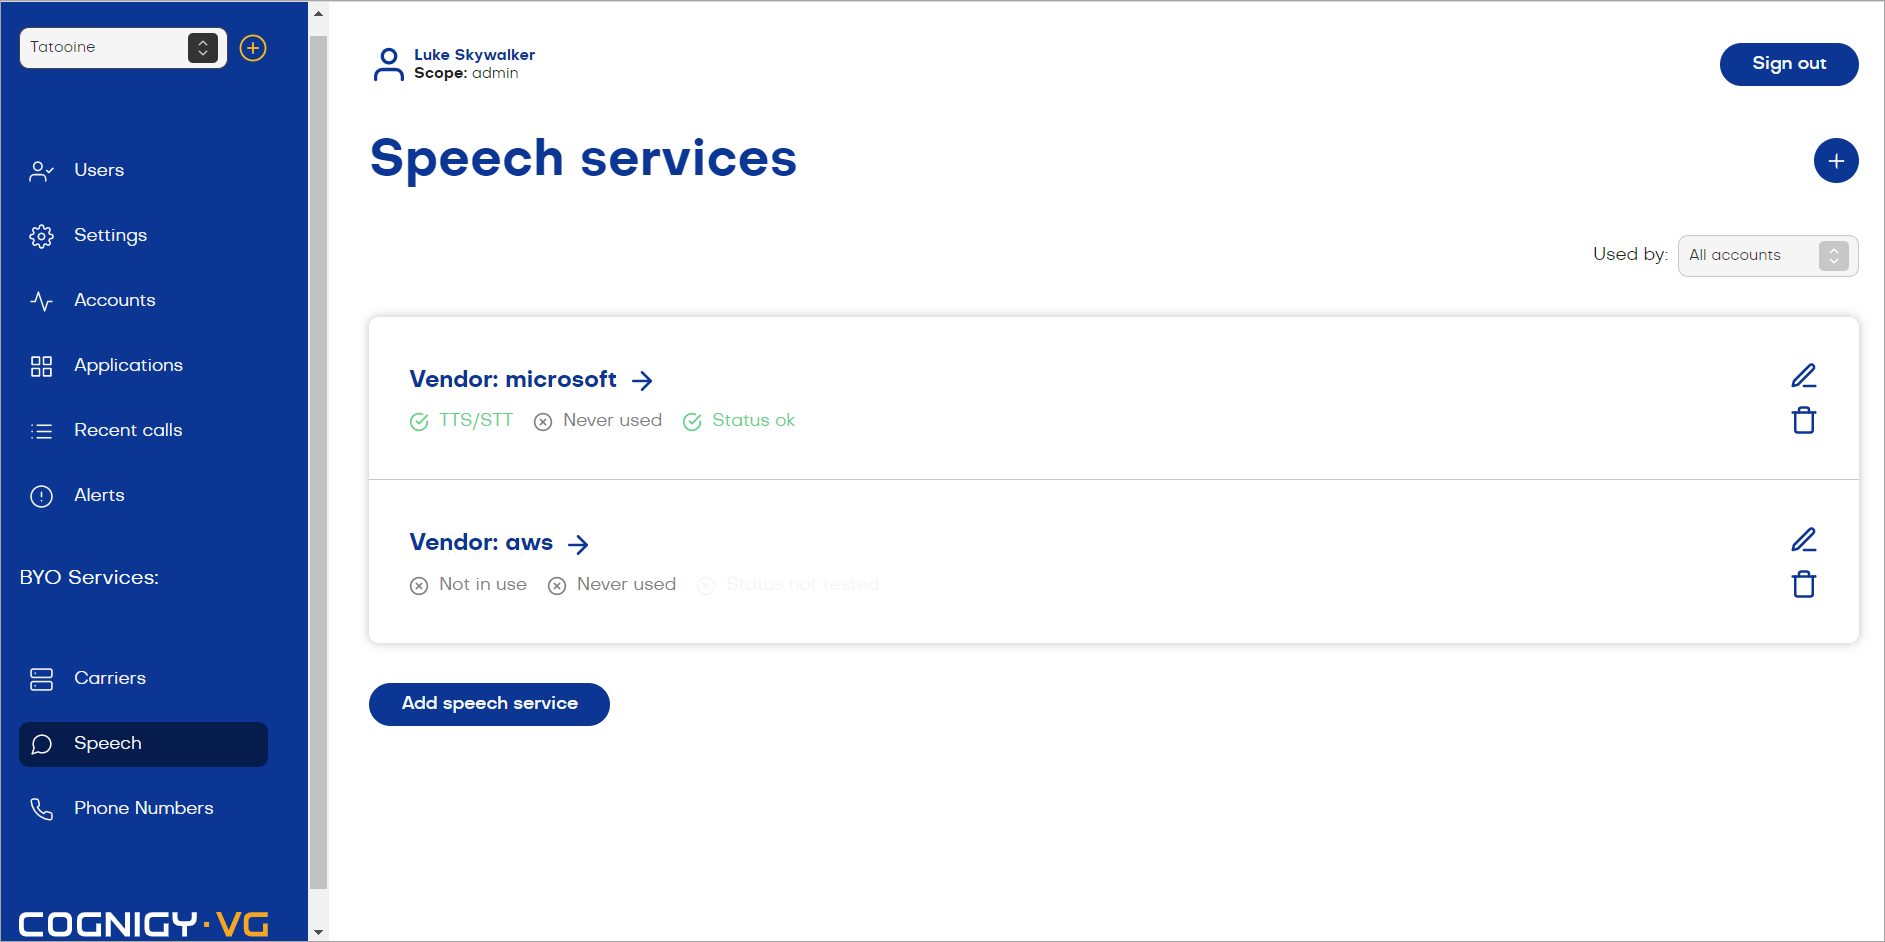 Tatooine
Users
Settings
Accounts
Applications
Recent calls
Alerts
BYO Services:
Carriers
Speech
Phone Numbers
COGNIGY·VG
Luke Skywalker
Scope: admin
Sign out
Speech services
Used by: All accounts
Vendor: microsoft
TTS/STT Never used Status ok
Vendor: aws
Not in use Never used Status not tested
Add speech service